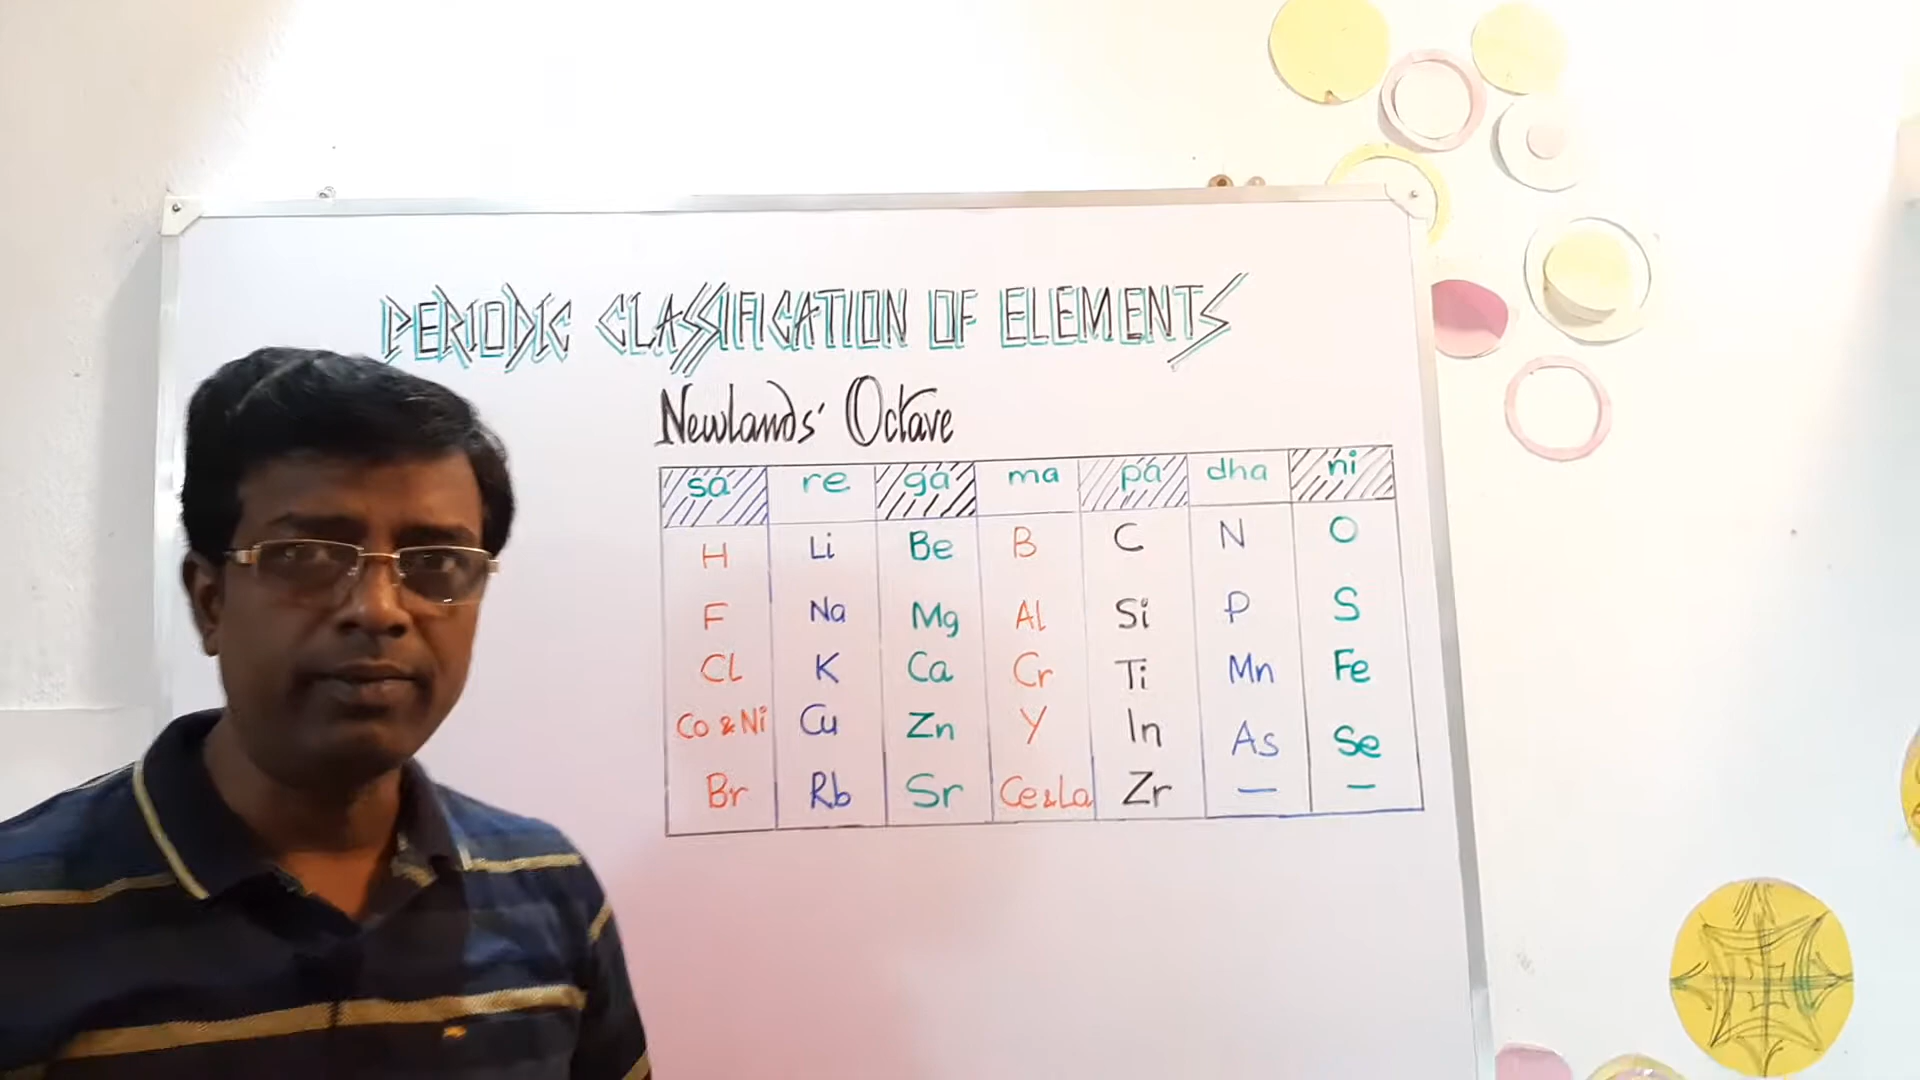 PERIODIC CLASSIFICATION OF ELEMENTS
Newlands' Octave
sa re ga ma pa dha ni
H Li Be B C N O
F Na Mg Al Si P S
CL K Ca Cr Ti Mn Fe
Co & Ni Cu Zn Y In As Se
Br Rb Sr Ce & La Zr — —